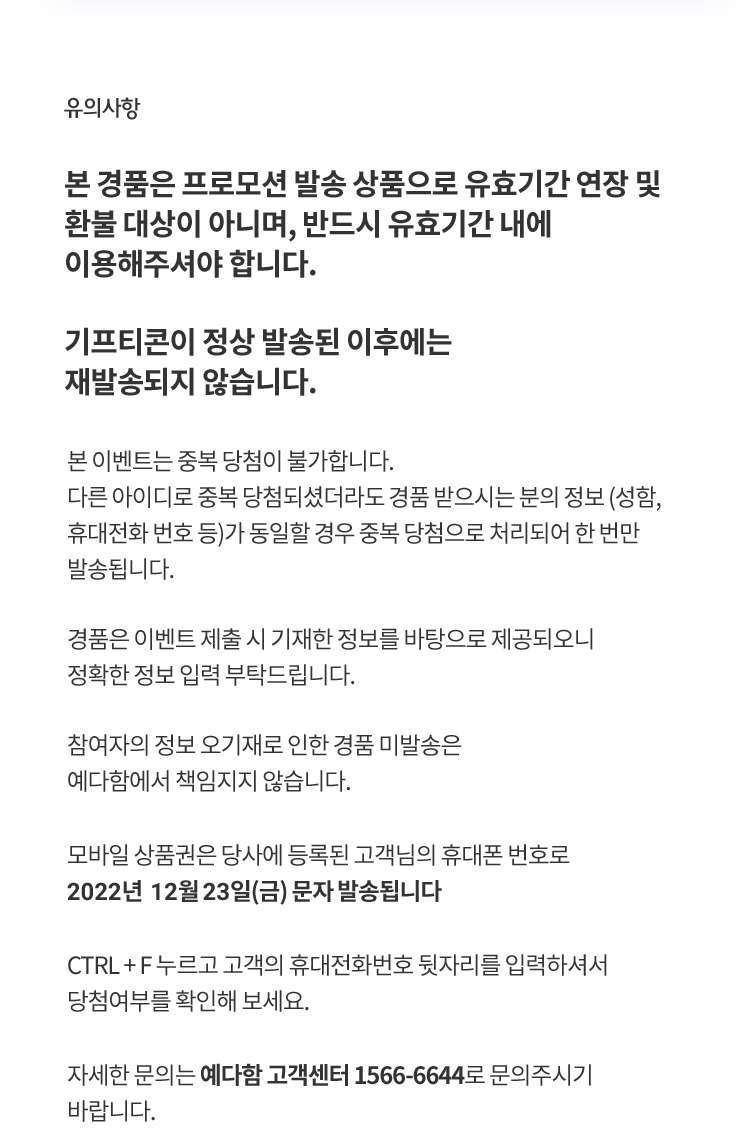 유의사항
본 경품은 프로모션 발송 상품으로 유효기간 연장 및
환불 대상이 아니며, 반드시 유효기간 내에
이용해주셔야 합니다.
기프티콘이 정상 발송된 이후에는
재발송되지 않습니다.
본 이벤트는 중복 당첨이 불가합니다.
다른 아이디로 중복 당첨되셨더라도 경품 받으시는 분의 정보 (성함,
휴대전화 번호 등)가 동일할 경우 중복 당첨으로 처리되어 한 번만
발송됩니다.
경품은 이벤트 제출 시 기재한 정보를 바탕으로 제공되오니
정확한 정보 입력 부탁드립니다.
참여자의 정보 오기재로 인한 경품 미발송은
예다함에서 책임지지 않습니다.
모바일 상품권은 당사에 등록된 고객님의 휴대폰 번호로
2022년 12월 23일(금) 문자 발송됩니다
CTRL + F 누르고 고객의 휴대전화번호 뒷자리를 입력하셔서
당첨여부를 확인해 보세요.
자세한 문의는 예다함 고객센터 1566-6644로 문의주시기
바랍니다.